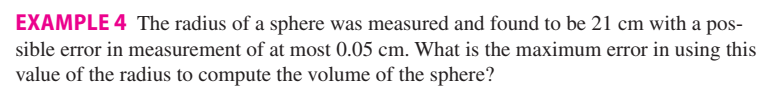 EXAMPLE 4 The radius of a sphere was measured and found to be 21 cm with a pos-
sible error in measurement of at most 0.05 cm. What is the maximum error in using this
value of the radius to compute the volume of the sphere?